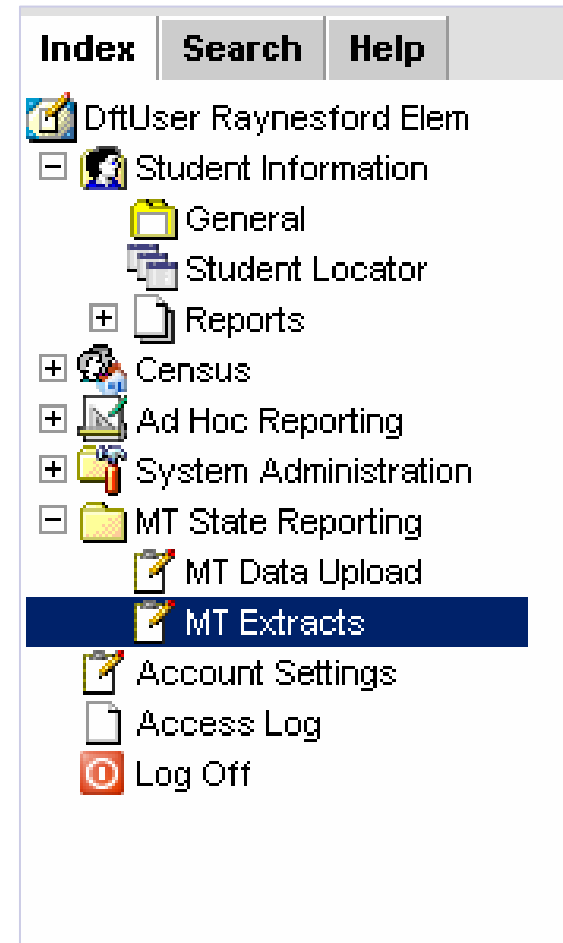 Index Search Help
DftUser Raynesford Elem
Student Information
General
Student Locator
Reports
Census
Ad Hoc Reporting
System Administration
MT State Reporting
MT Data Upload
MT Extracts
Account Settings
Access Log
Log Off